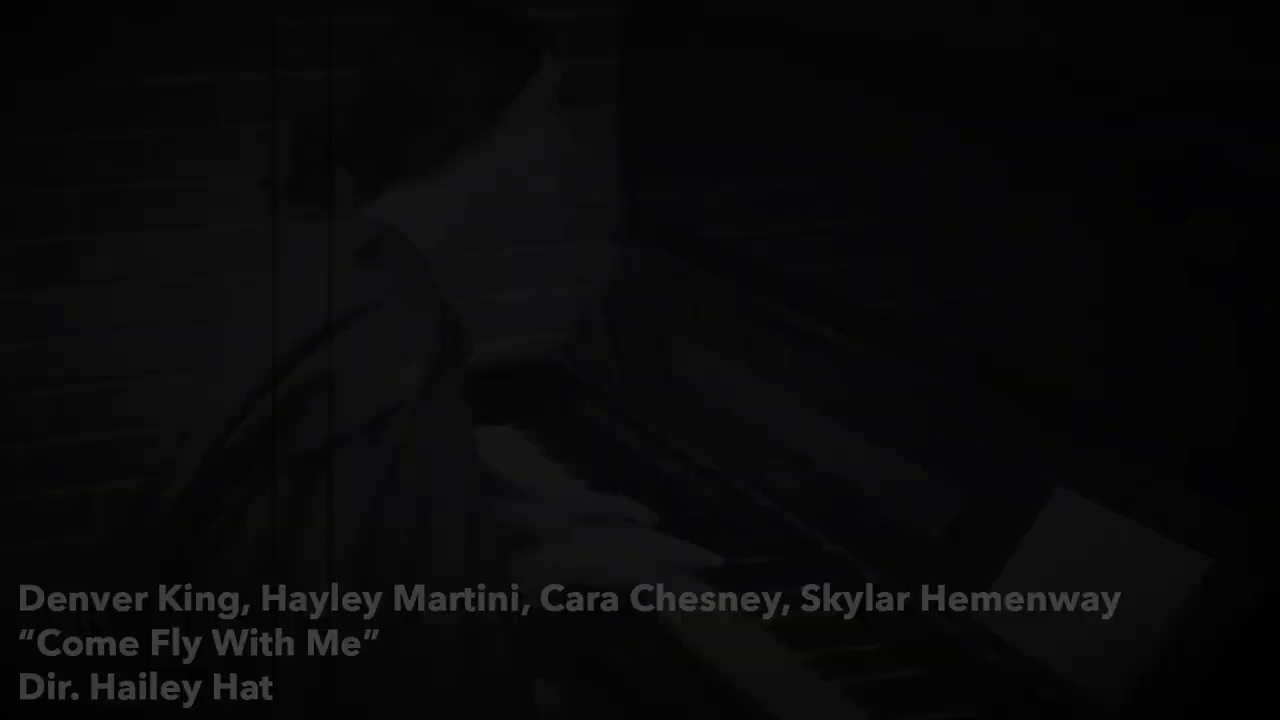 Denver King, Hayley Martini, Cara Chesney, Skylar Hemenway
“Come Fly With Me”
Dir. Hailey Hat